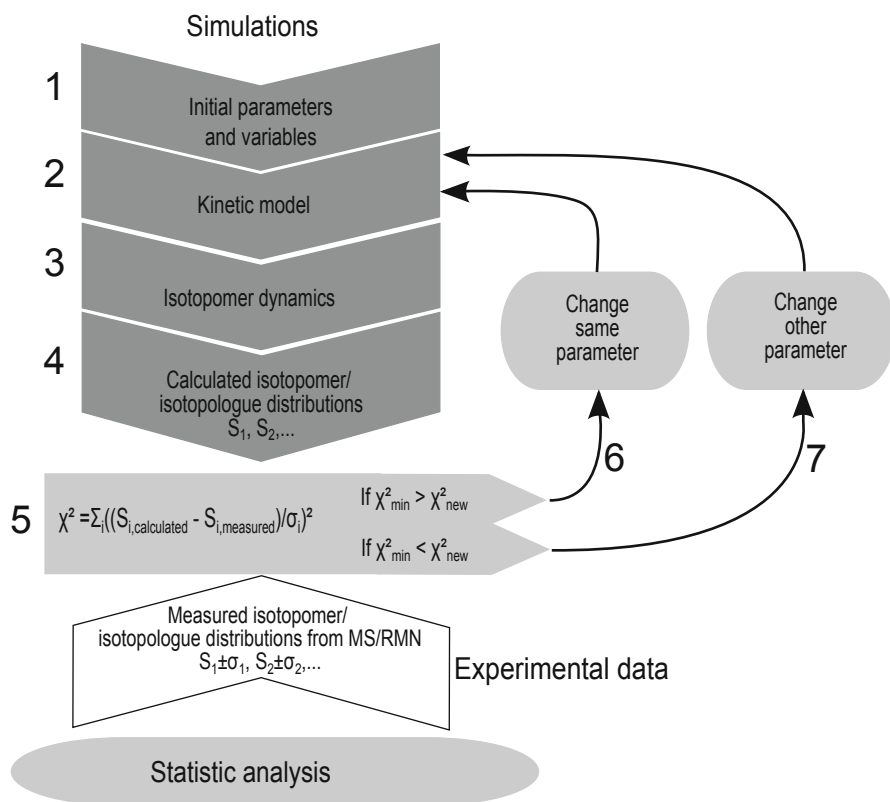 Simulations
1
Initial parameters
and variables
2
Kinetic model
3
Isotopomer dynamics
4
Calculated isotopomer/
isotopologue distributions
S₁, S₂,...
Change
same
parameter
Change
other
parameter
6
7
5
χ² =Σᵢ((Sᵢ,calculated - Sᵢ,measured)/σᵢ)²
If χ²min > χ²new
If χ²min < χ²new
Measured isotopomer/
isotopologue distributions from MS/RMN
S₁±σ₁, S₂±σ₂,...
Experimental data
Statistic analysis